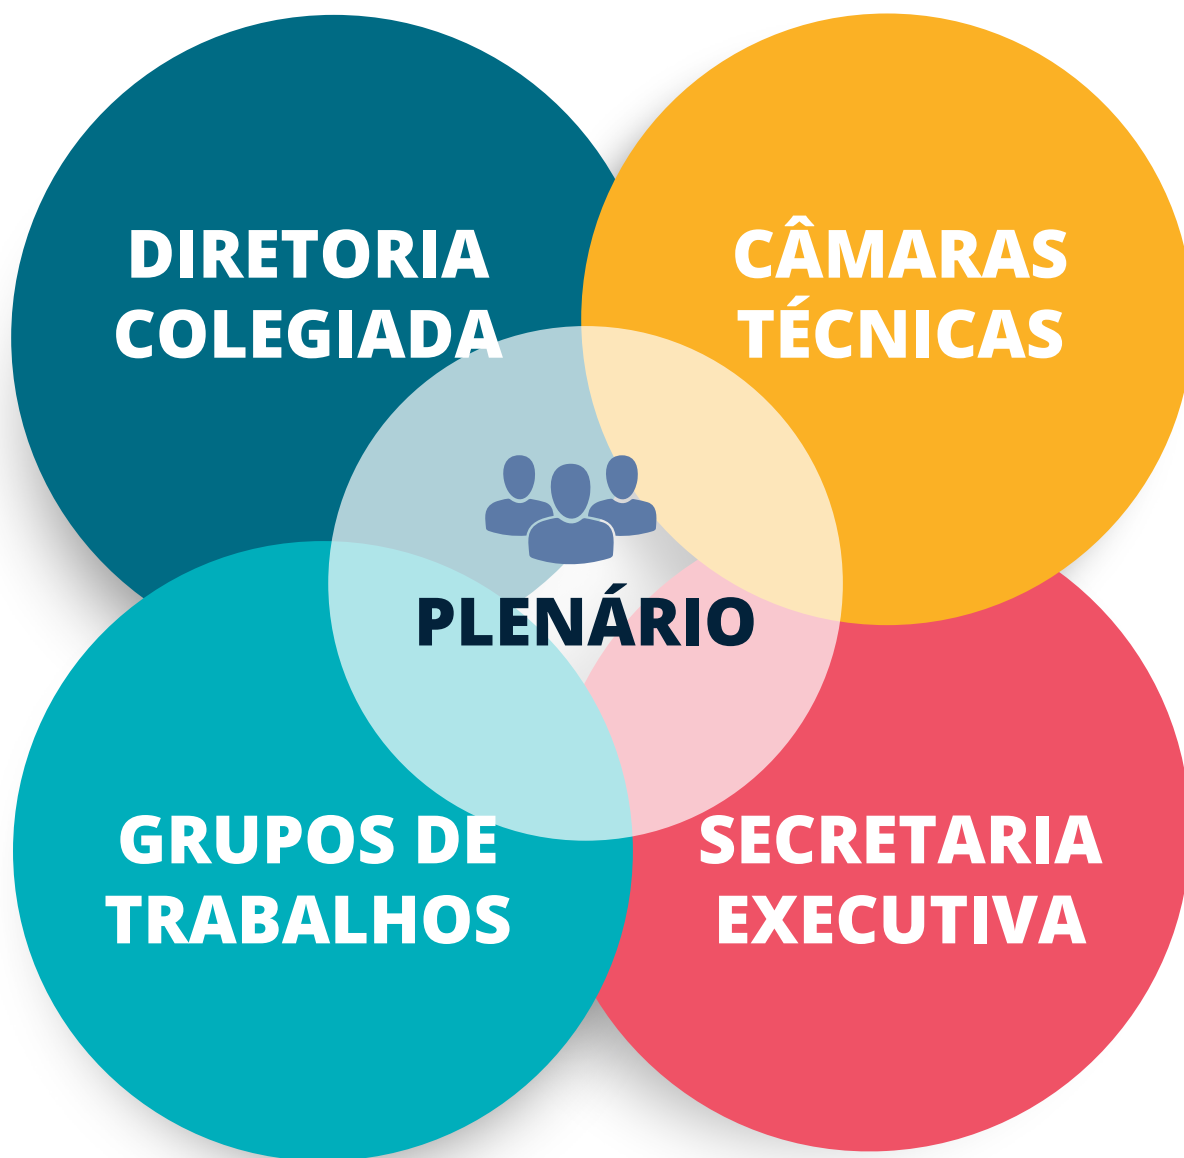 DIRETORIA
COLEGIADA
CÂMARAS
TÉCNICAS
PLENÁRIO
GRUPOS DE
TRABALHOS
SECRETARIA
EXECUTIVA